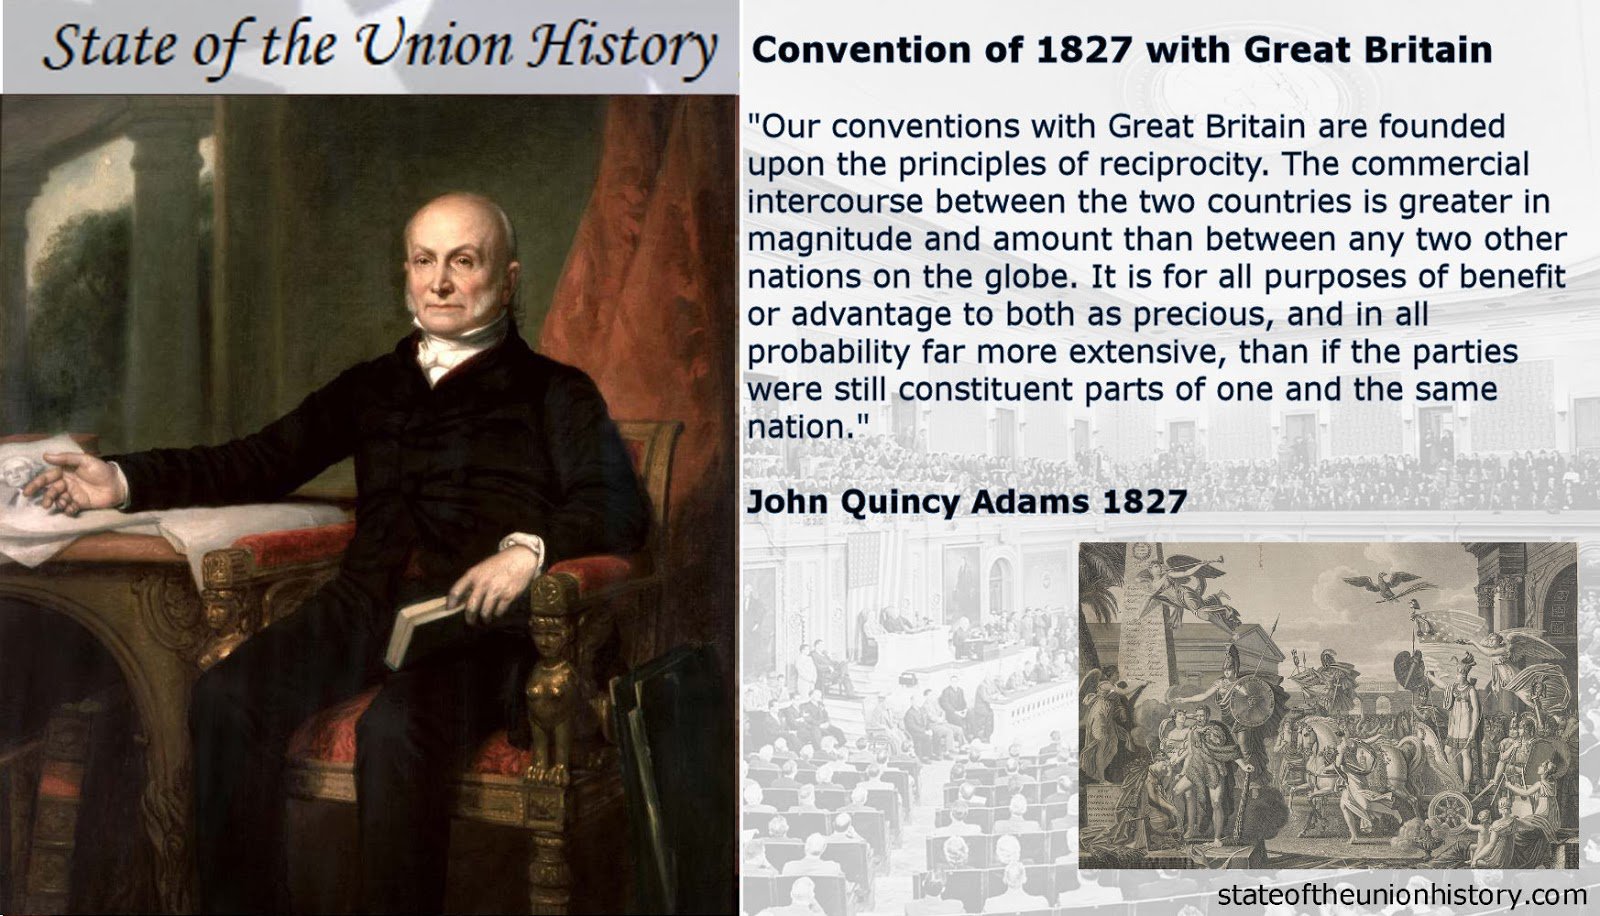 State of the Union History
Convention of 1827 with Great Britain
"Our conventions with Great Britain are founded
upon the principles of reciprocity. The commercial
intercourse between the two countries is greater in
magnitude and amount than between any two other
nations on the globe. It is for all purposes of benefit
or advantage to both as precious, and in all
probability far more extensive, than if the parties
were still constituent parts of one and the same
nation."
John Quincy Adams 1827
stateoftheunionhistory.com